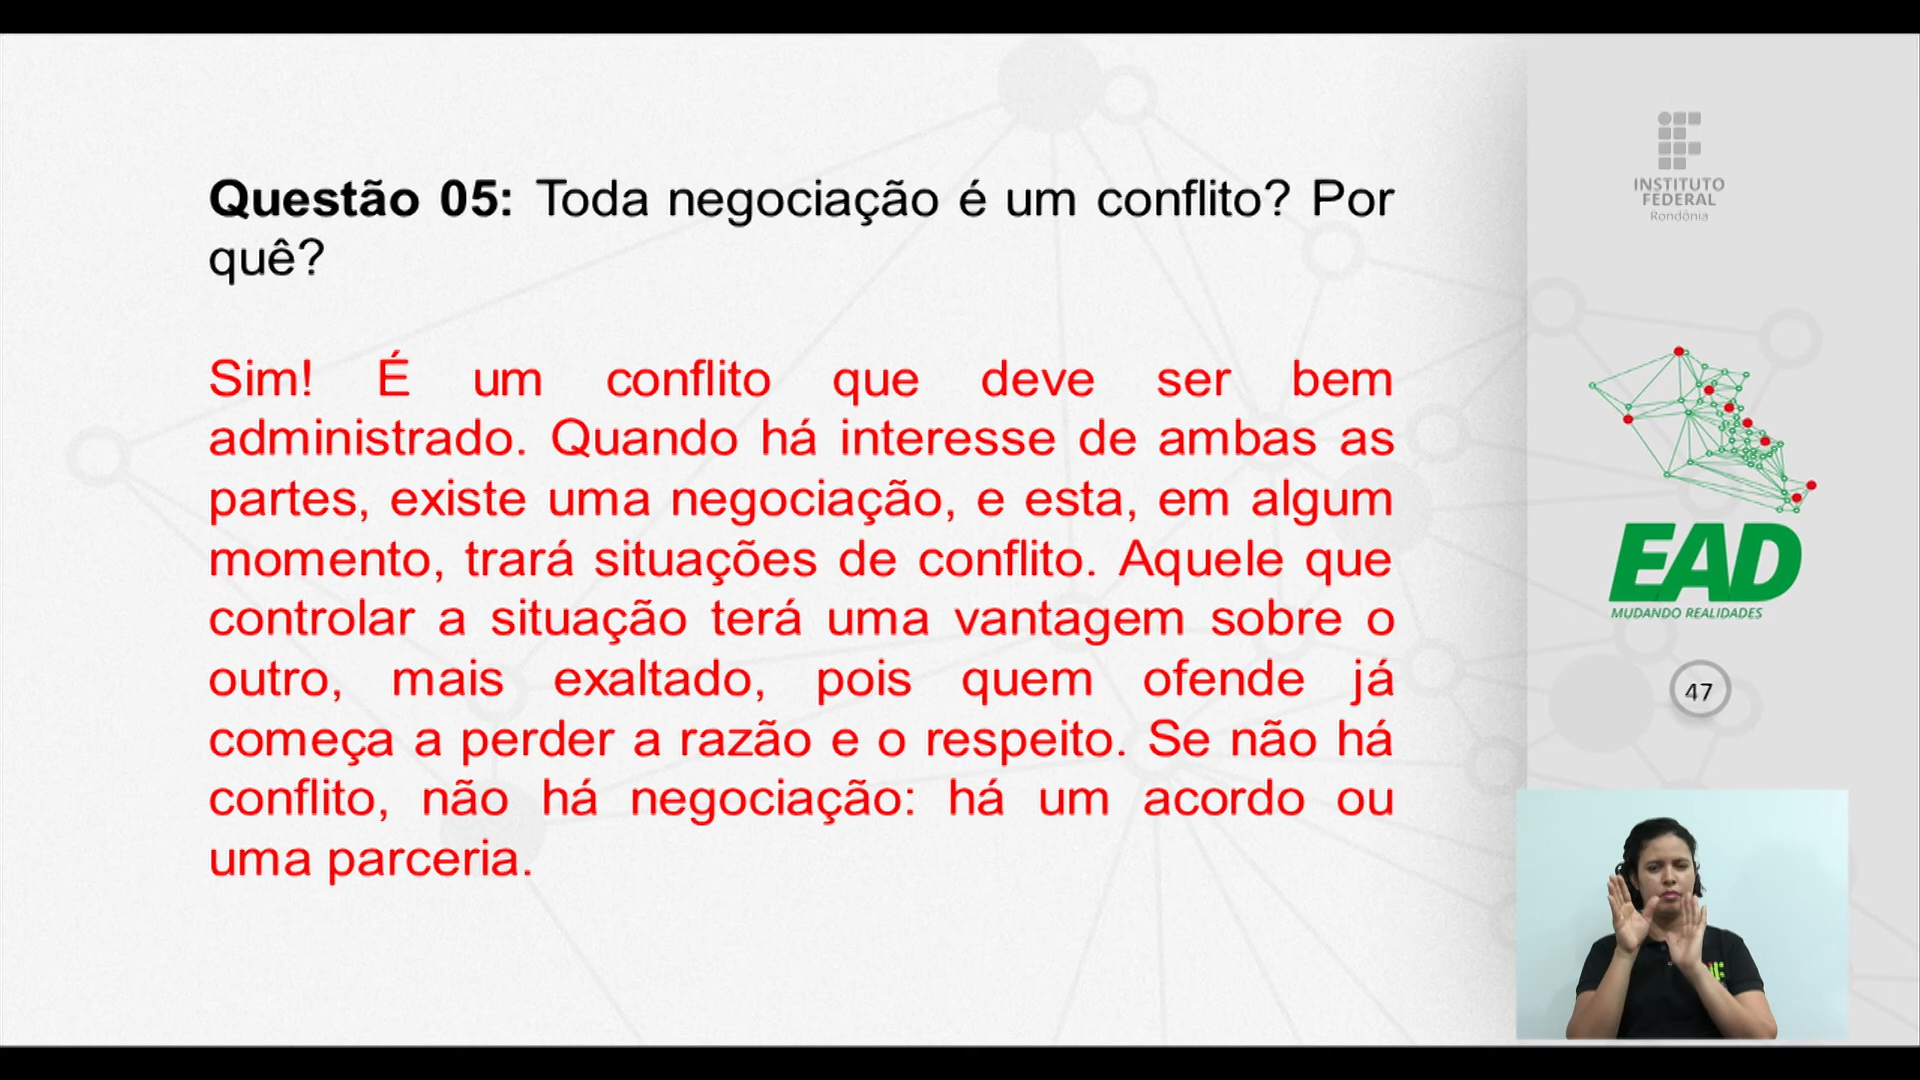 Questão 05: Toda negociação é um conflito? Por
quê?
Sim! É um conflito que deve ser bem
administrado. Quando há interesse de ambas as
partes, existe uma negociação, e esta, em algum
momento, trará situações de conflito. Aquele que
controlar a situação terá uma vantagem sobre o
outro, mais exaltado, pois quem ofende já
começa a perder a razão e o respeito. Se não há
conflito, não há negociação: há um acordo ou
uma parceria.
INSTITUTO
FEDERAL
Rondônia
EAD
MUDANDO REALIDADES
47